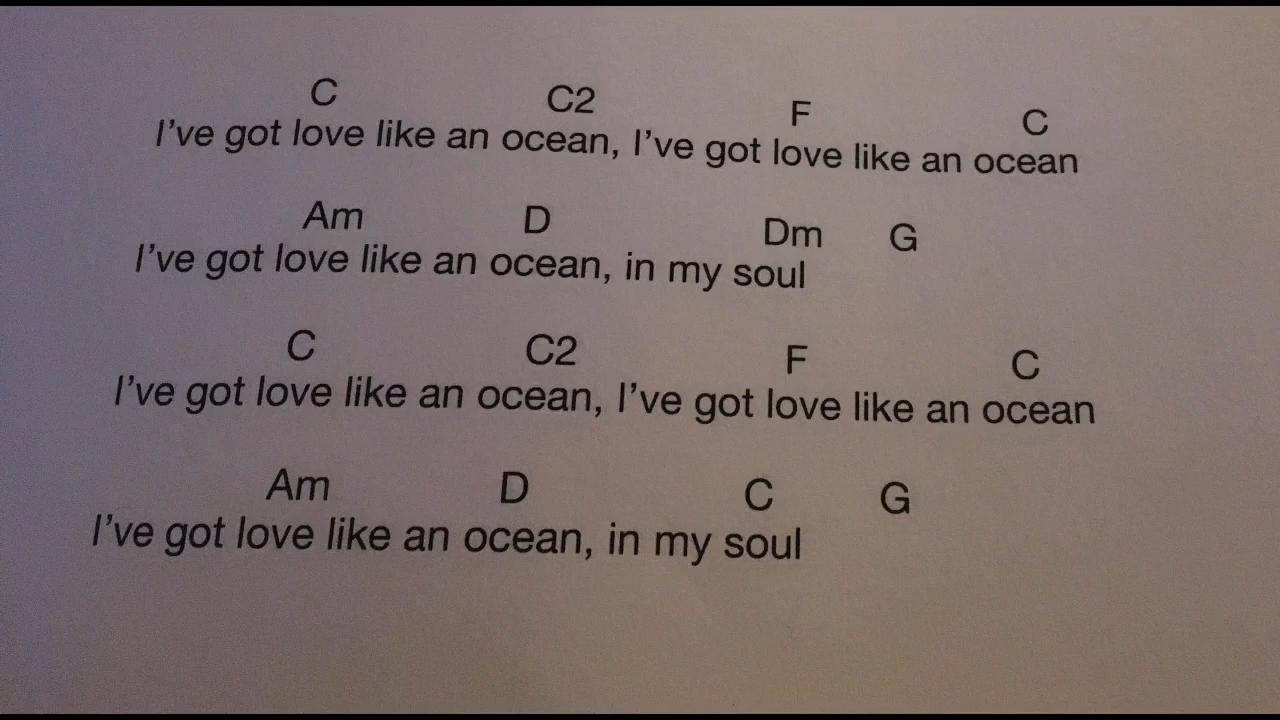 C C2 F C
I've got love like an ocean, I've got love like an ocean
Am D Dm G
I've got love like an ocean, in my soul
C C2 F C
I've got love like an ocean, I've got love like an ocean
Am D C G
I've got love like an ocean, in my soul